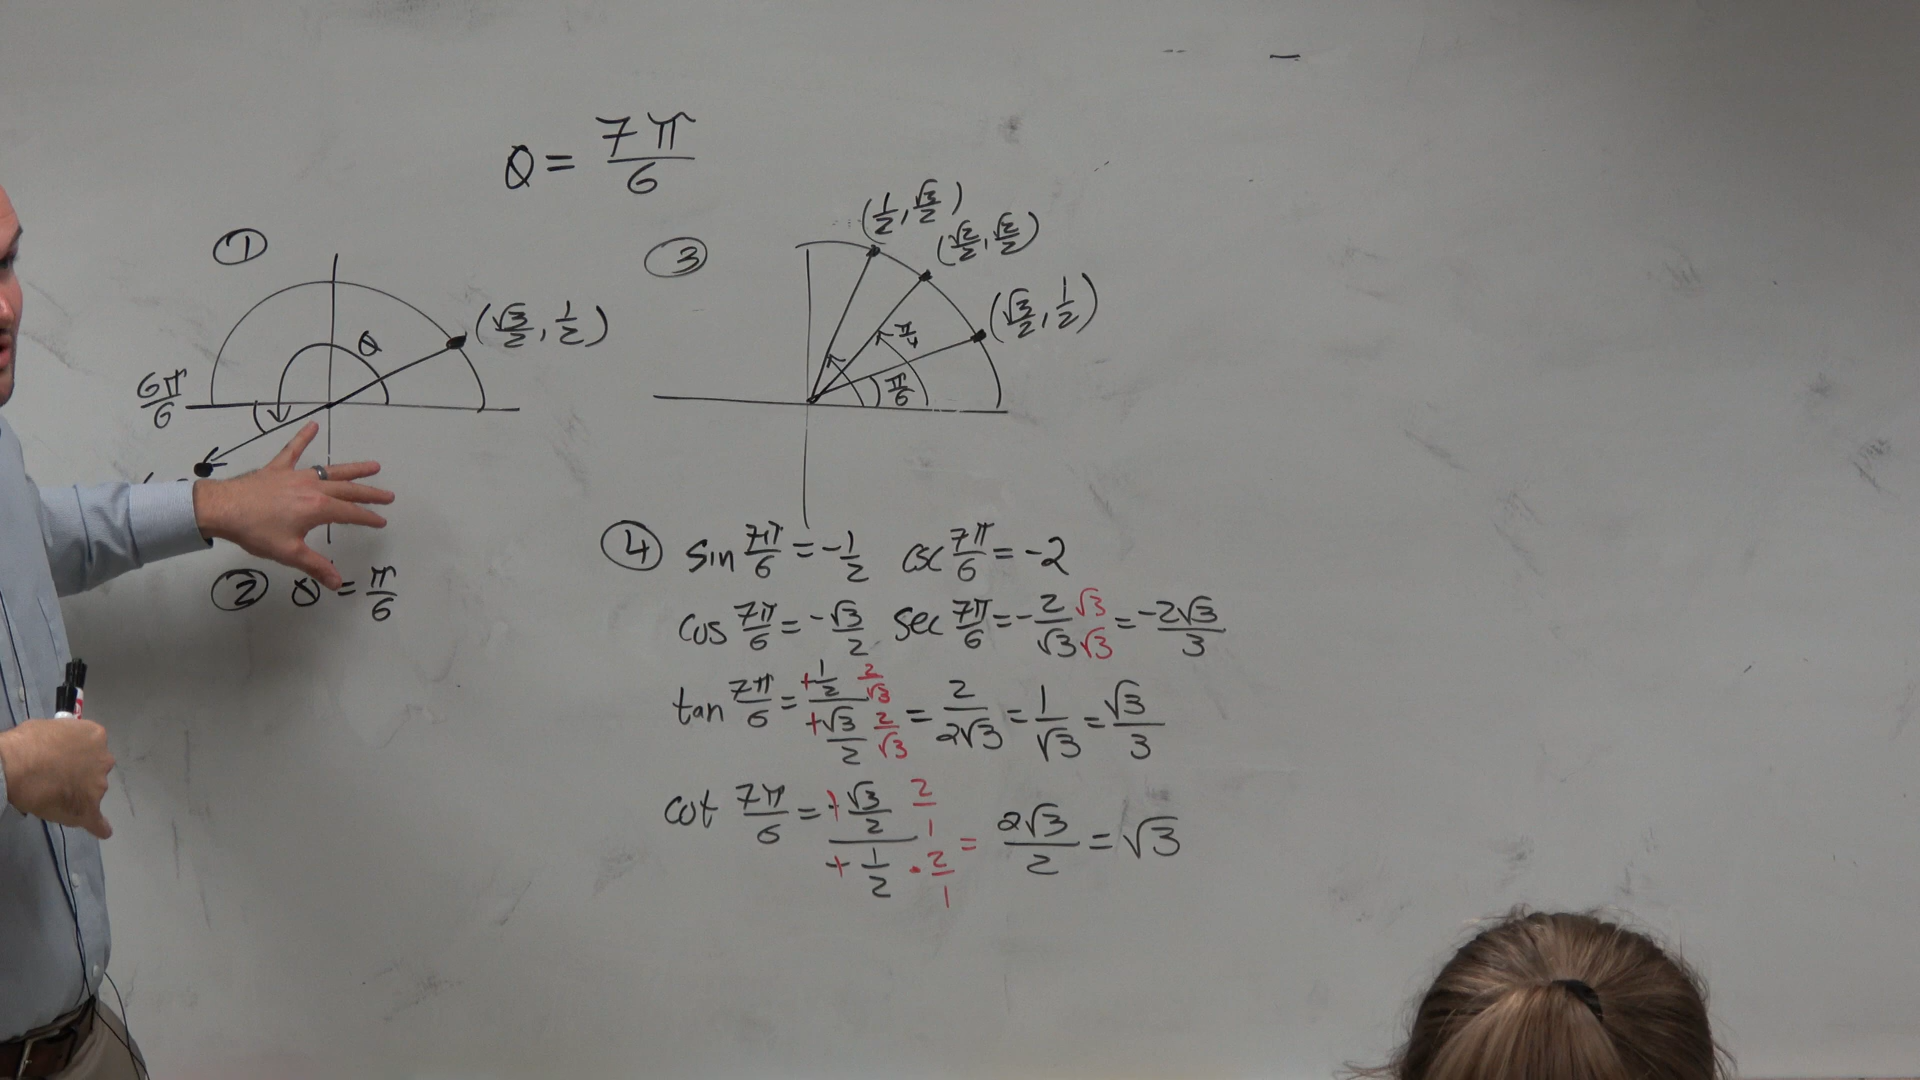 θ = 7π/6
①
(√3/2, 1/2)
θ
6π/6
② θ' = π/6
③
(1/2, √3/2)
(√2/2, √2/2)
(√3/2, 1/2)
π/4
π/6
④ sin 7π/6 = -1/2 csc 7π/6 = -2
cos 7π/6 = -√3/2 sec 7π/6 = -2/√3 √3/√3 = -2√3/3
tan 7π/6 = (+1/2 2/√3)/(+√3/2 2/√3) = 2/2√3 = 1/√3 = √3/3
cot 7π/6 = (+√3/2 2/1)/(+1/2 · 2/1) = 2√3/2 = √3